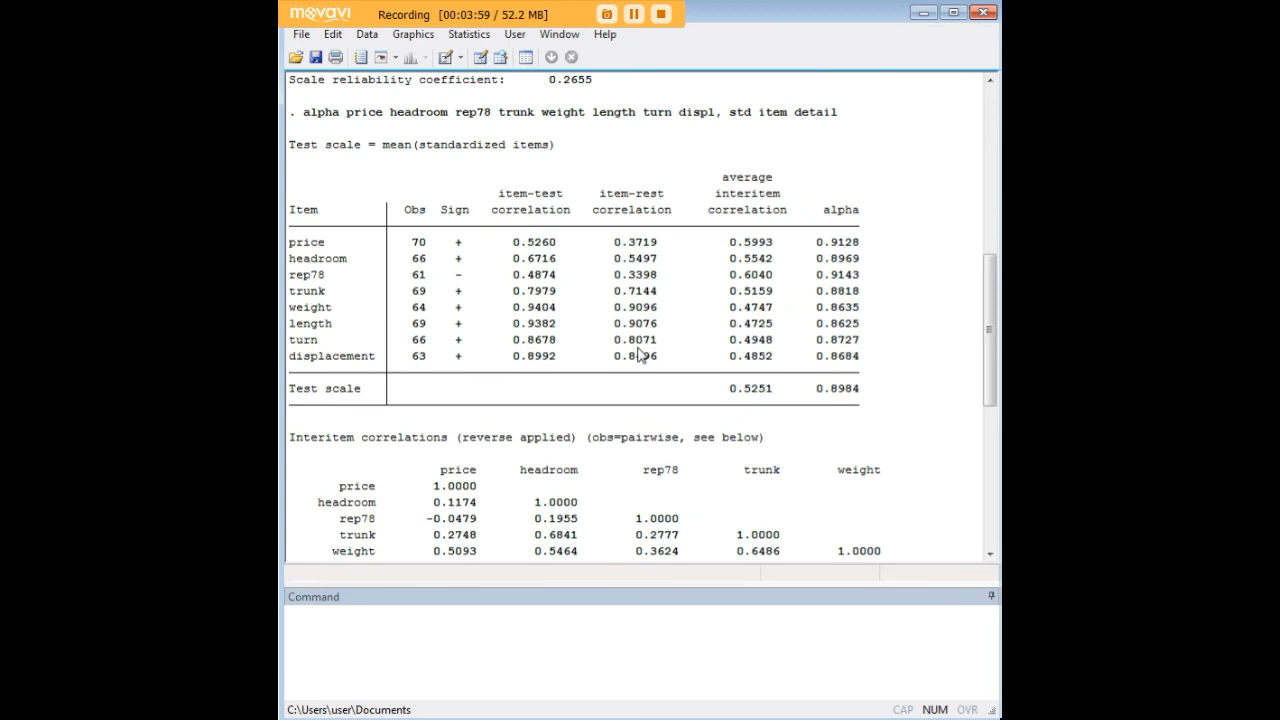 movavi Recording [00:03:59 / 52.2 MB]
File Edit Data Graphics Statistics User Window Help
Scale reliability coefficient: 0.2655
. alpha price headroom rep78 trunk weight length turn displ, std item detail
Test scale = mean(standardized items)
average
item-test item-rest interitem
Item Obs Sign correlation correlation correlation alpha
price 70 + 0.5260 0.3719 0.5993 0.9128
headroom 66 + 0.6716 0.5497 0.5542 0.8969
rep78 61 - 0.4874 0.3398 0.6040 0.9143
trunk 69 + 0.7979 0.7144 0.5159 0.8818
weight 64 + 0.9404 0.9096 0.4747 0.8635
length 69 + 0.9382 0.9076 0.4725 0.8625
turn 66 + 0.8678 0.8071 0.4948 0.8727
displacement 63 + 0.8992 0.4852 0.8684
Test scale 0.5251 0.8984
Interitem correlations (reverse applied) (obs=pairwise, see below)
price headroom rep78 trunk weight
price 1.0000
headroom 0.1174 1.0000
rep78 -0.0479 0.1955 1.0000
trunk 0.2748 0.6841 0.2777 1.0000
weight 0.5093 0.5464 0.3624 0.6486 1.0000
Command
C:\Users\user\Documents CAP NUM OVR